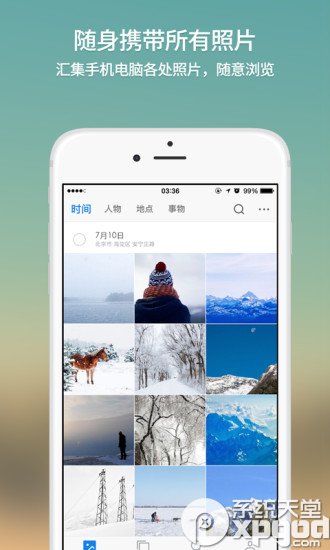 随身携带所有照片
汇集手机电脑各处照片，随意浏览
03:36
时间 人物 地点 事物
7月10日
北京市 海淀区 安宁庄路
系统天堂
xpgod.com